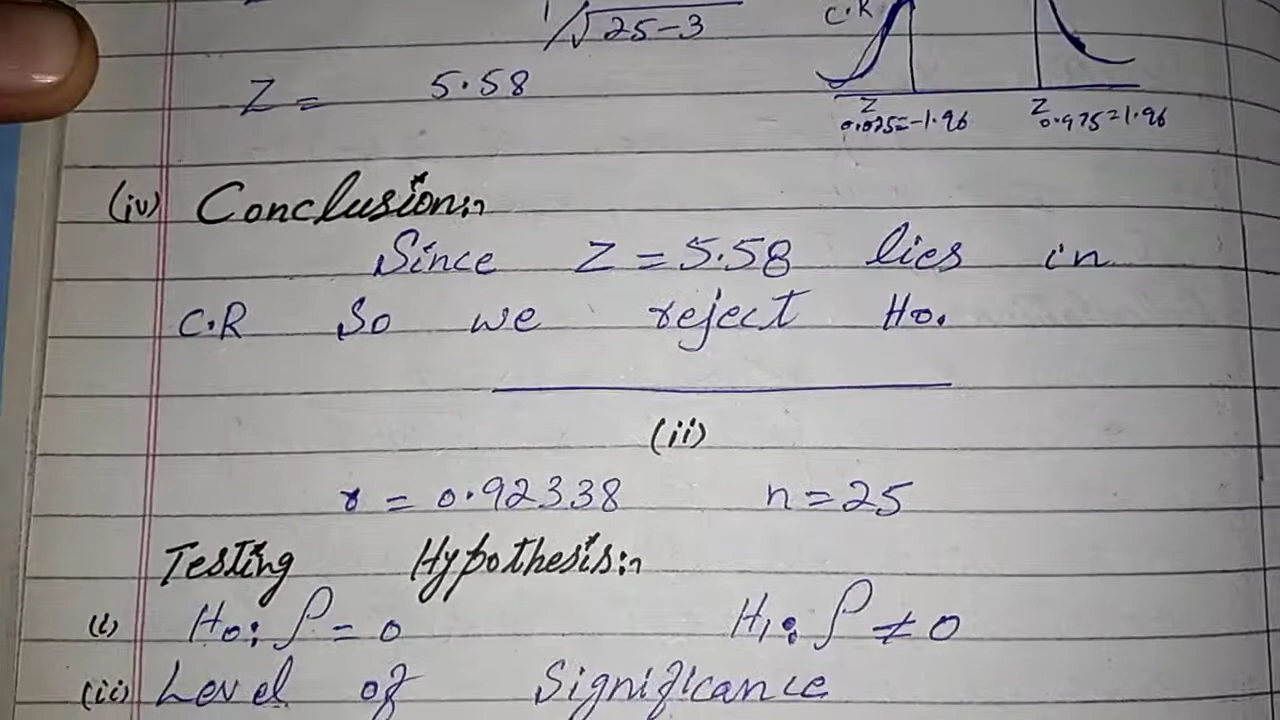 1/√25-3
C.R
Z = 5.58
Z0.025=-1.96 Z0.975=1.96
(iv) Conclusion:
Since Z = 5.58 lies in
C.R So we reject Ho.
(ii)
r = 0.92338 n = 25
Testing Hypothesis:
(i) Ho: ρ = 0 H1: ρ ≠ 0
(ii) Level of Significance